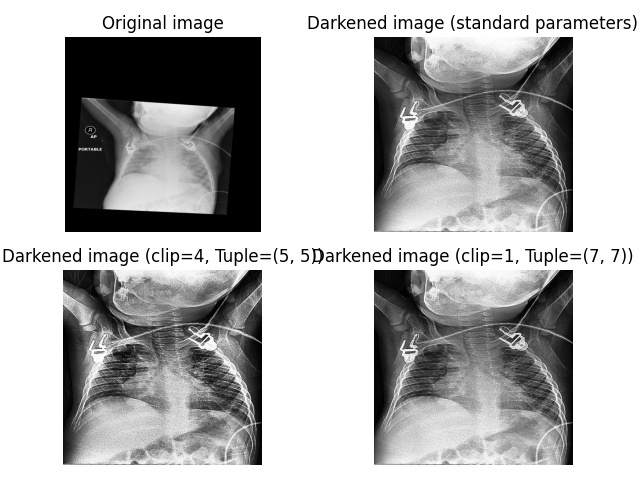 Original image
Darkened image (standard parameters)
R
AP
PORTABLE
Darkened image (clip=4, Tuple=(5, 5))
Darkened image (clip=1, Tuple=(7, 7))